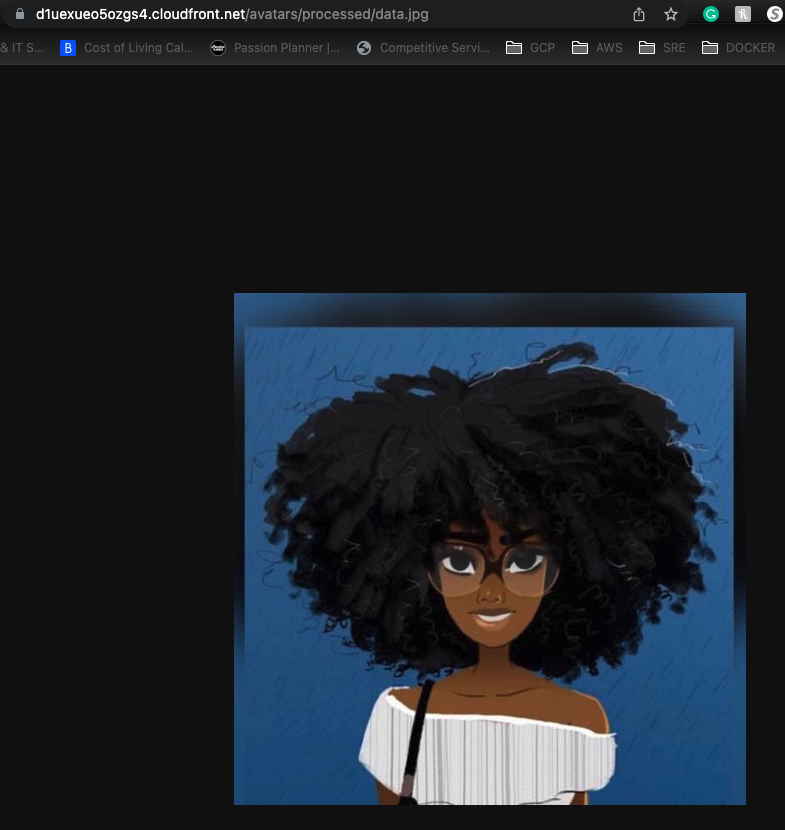 d1uexueo5ozgs4.cloudfront.net/avatars/processed/data.jpg
& IT S... B Cost of Living Cal... Passion Planner |... Competitive Servi... GCP AWS SRE DOCKER